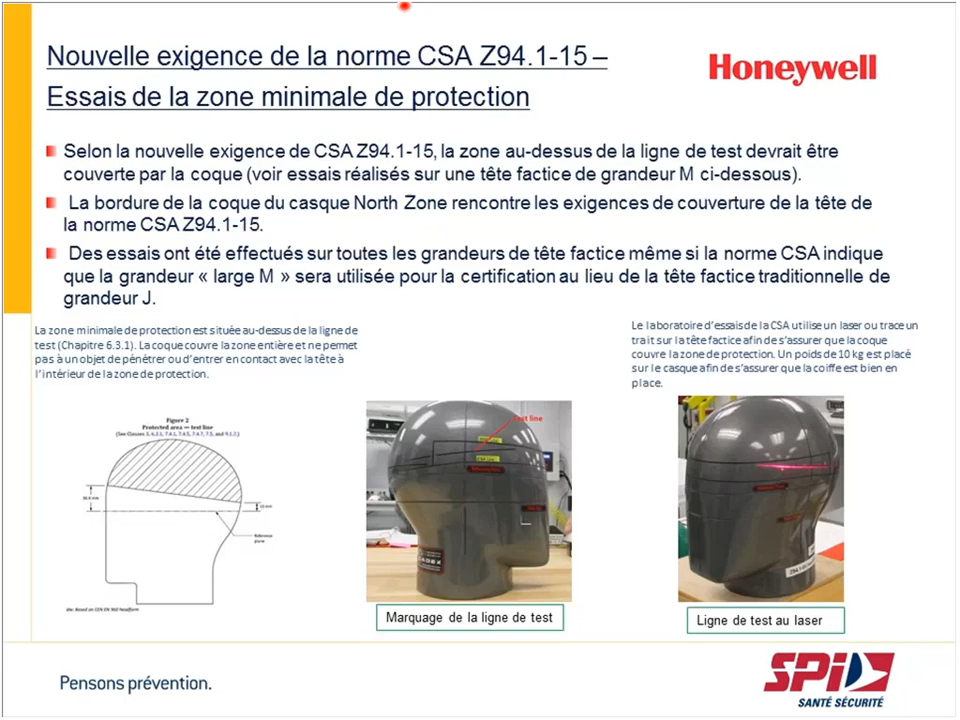 Nouvelle exigence de la norme CSA Z94.1-15 –
Essais de la zone minimale de protection
Honeywell
Selon la nouvelle exigence de CSA Z94.1-15, la zone au-dessus de la ligne de test devrait être
couverte par la coque (voir essais réalisés sur une tête factice de grandeur M ci-dessous).
La bordure de la coque du casque North Zone rencontre les exigences de couverture de la tête de
la norme CSA Z94.1-15.
Des essais ont été effectués sur toutes les grandeurs de tête factice même si la norme CSA indique
que la grandeur « large M » sera utilisée pour la certification au lieu de la tête factice traditionnelle de
grandeur J.
La zone minimale de protection est située au-dessus de la ligne de
test (Chapitre 6.3.1). La coque couvre la zone entière et ne permet
pas à un objet de pénétrer ou d'entrer en contact avec la tête à
l'intérieur de la zone de protection.
Le laboratoire d'essais de la CSA utilise un laser ou trace un
trait sur la tête factice afin de s'assurer que la coque
couvre la zone de protection. Un poids de 10 kg est placé
sur le casque afin de s'assurer que la coiffe est bien en
place.
Figure 2
Protected area — test line
Reference
plane
Test line
Marquage de la ligne de test
Ligne de test au laser
Pensons prévention.
SPI
SANTÉ SÉCURITÉ